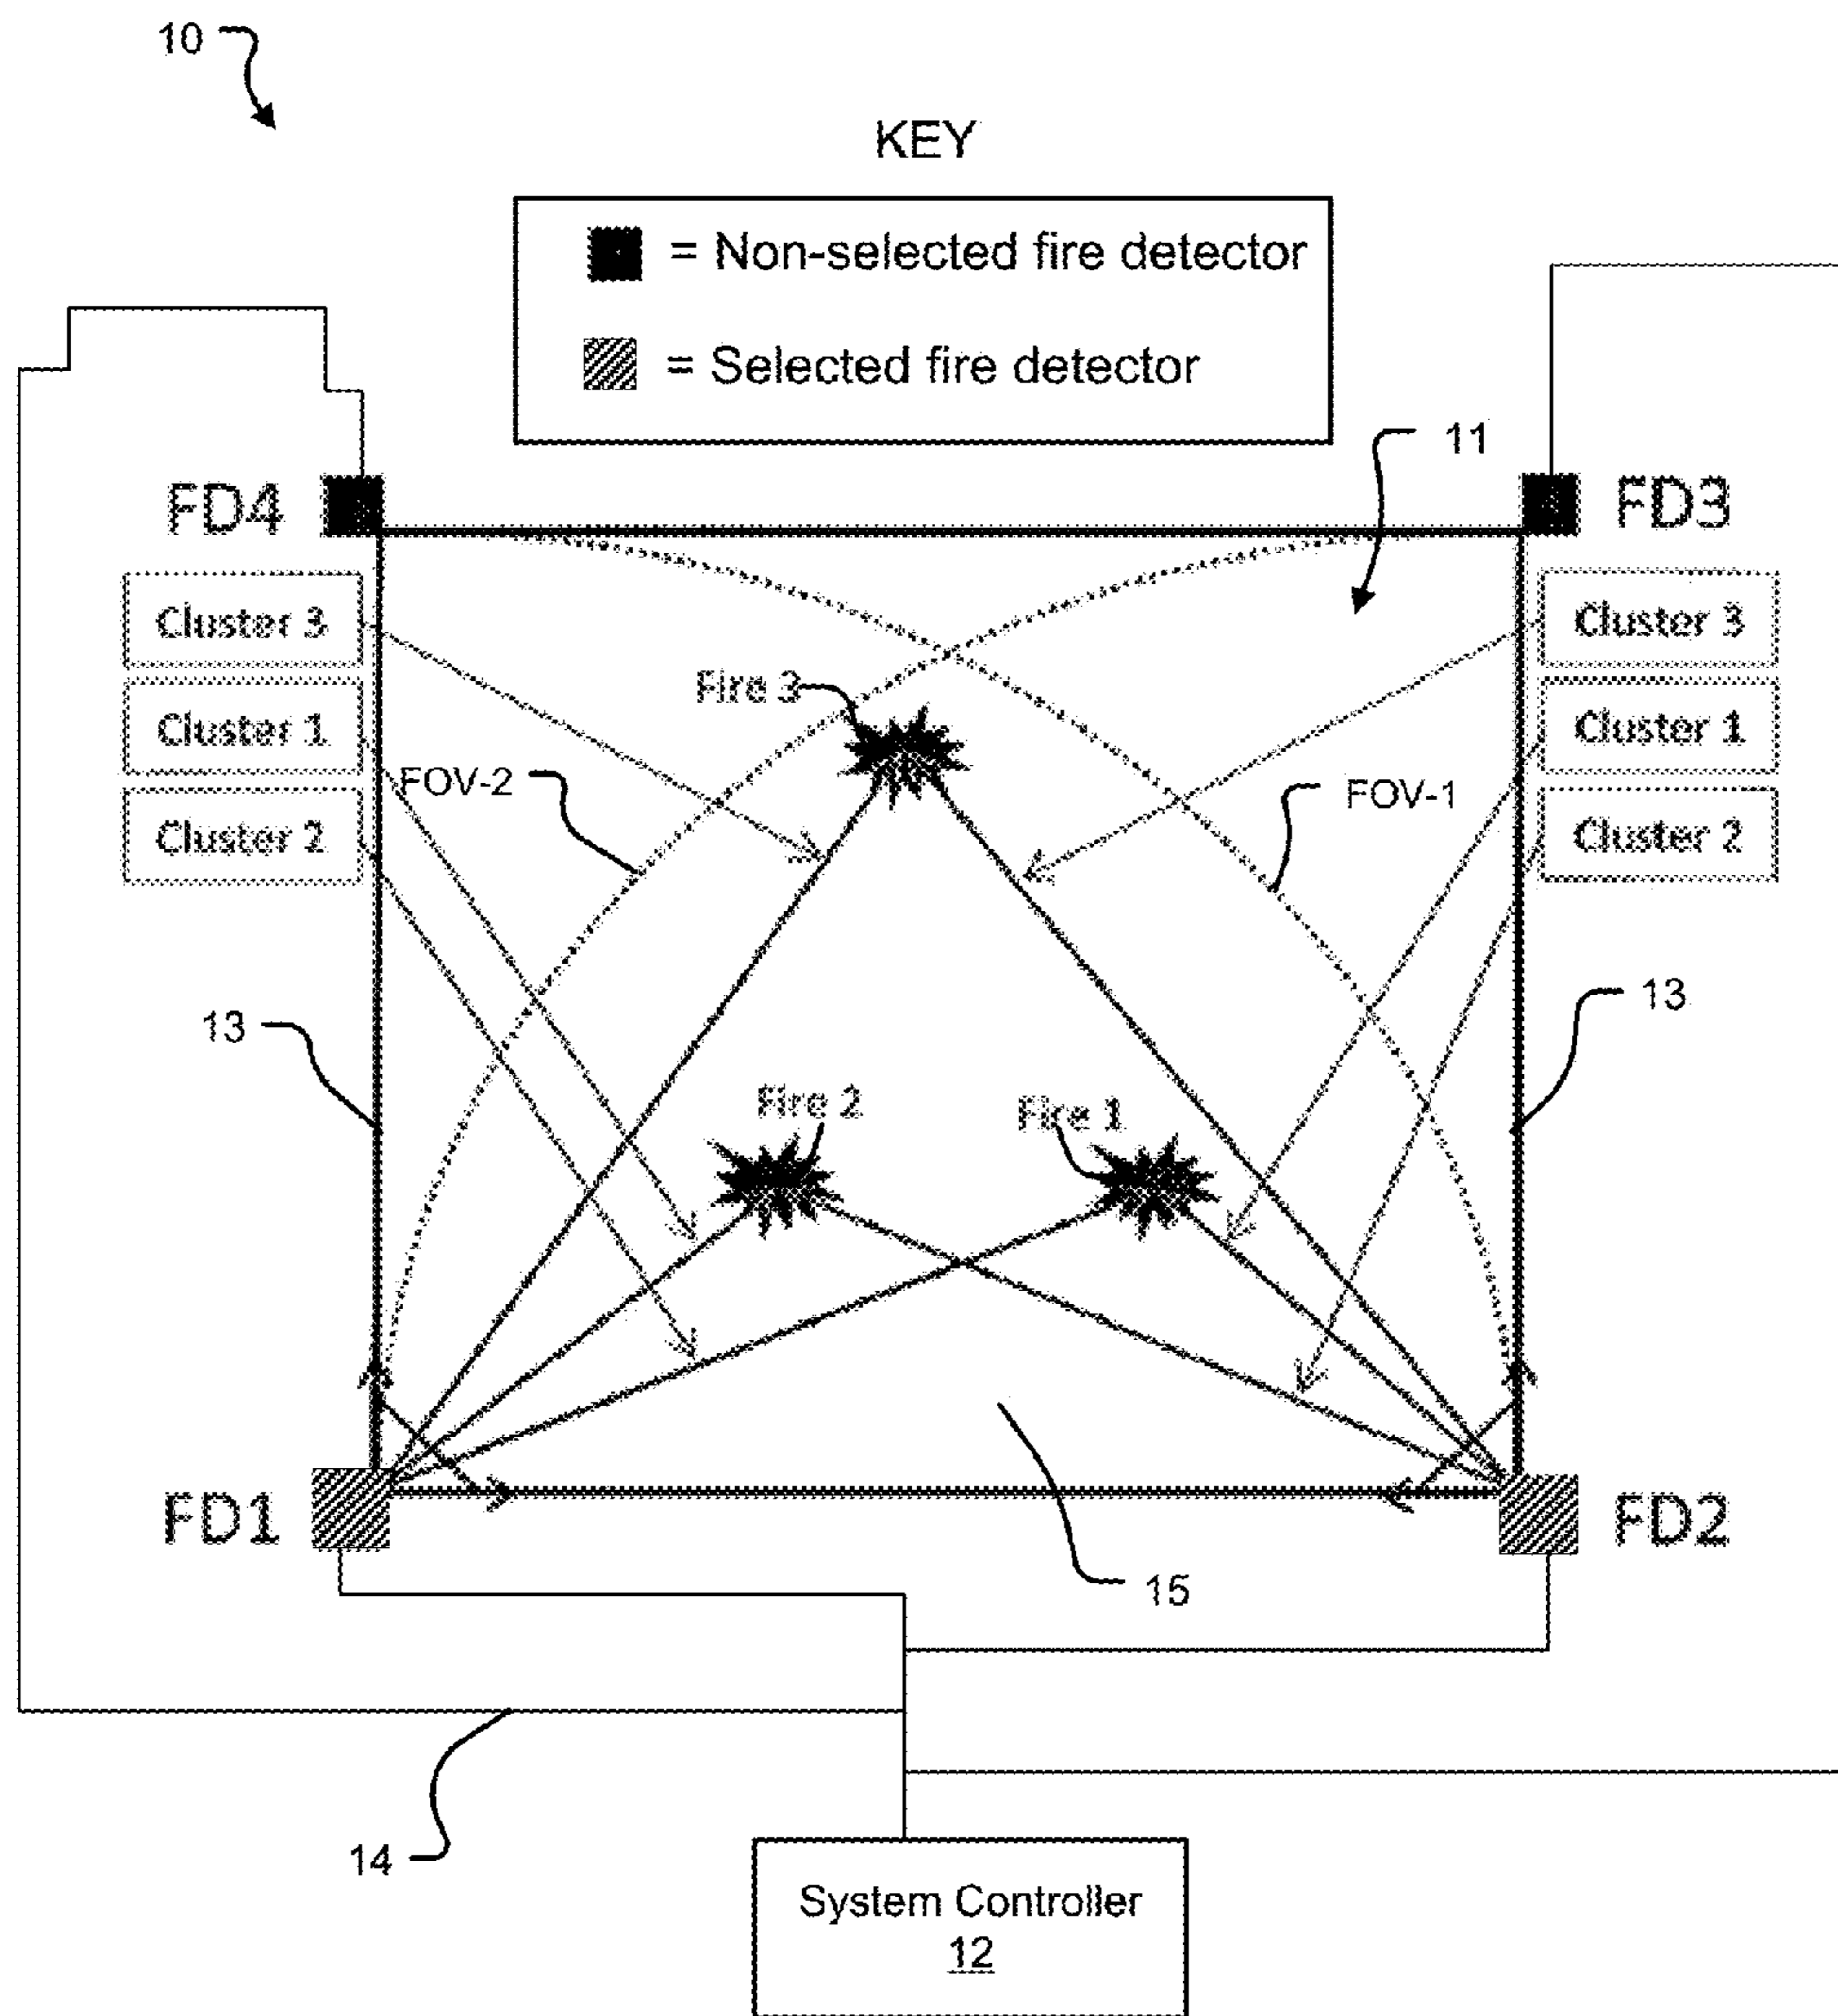 10
KEY
= Non-selected fire detector
= Selected fire detector
11
FD4
FD3
Cluster 3
Cluster 3
Fire 3
Cluster 1
Cluster 1
FOV-2
FOV-1
Cluster 2
Cluster 2
13
13
Fire 2
Fire 1
FD1
FD2
15
14
System Controller
12